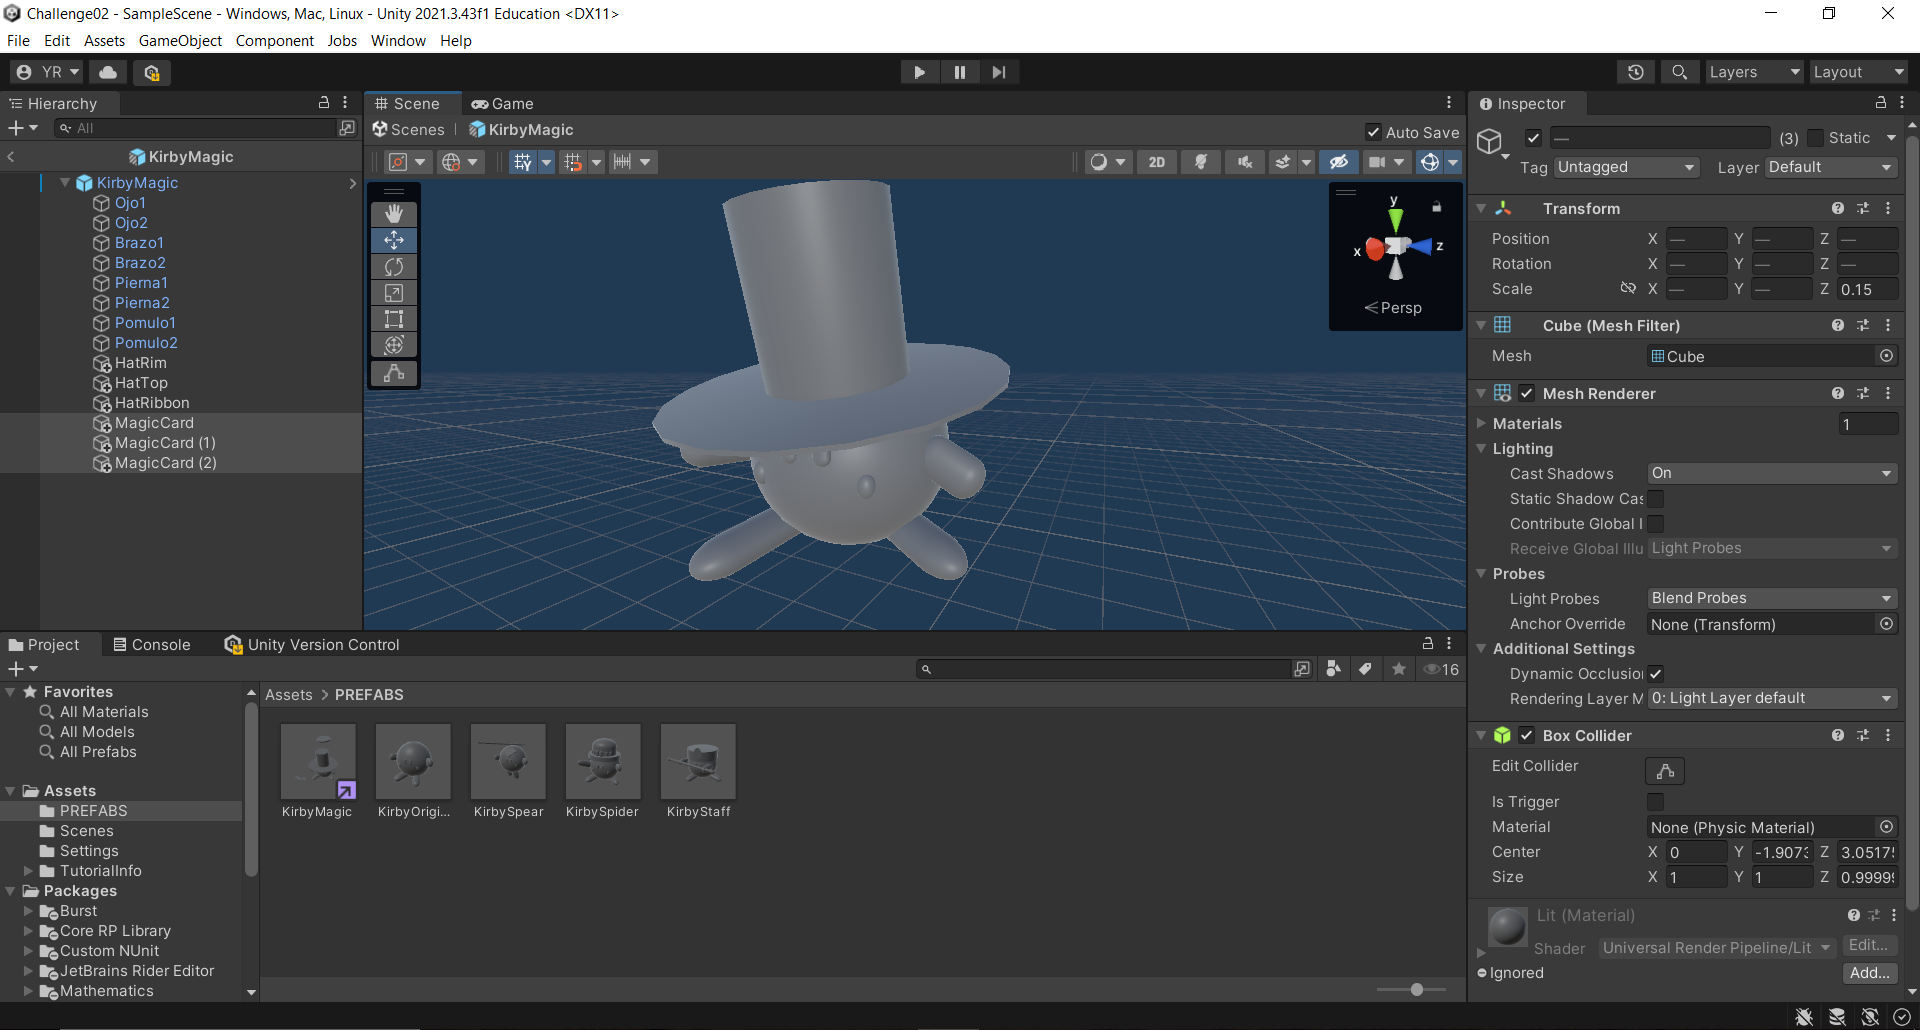 Challenge02 - SampleScene - Windows, Mac, Linux - Unity 2021.3.43f1 Education <DX11>
File Edit Assets GameObject Component Jobs Window Help
YR
Layers
Layout
Hierarchy
All
KirbyMagic
KirbyMagic
Ojo1
Ojo2
Brazo1
Brazo2
Pierna1
Pierna2
Pomulo1
Pomulo2
HatRim
HatTop
HatRibbon
MagicCard
MagicCard (1)
MagicCard (2)
Scene
Game
Scenes
KirbyMagic
Auto Save
2D
y
x
z
Persp
Inspector
—
(3)
Static
Tag Untagged
Layer Default
Transform
Position X — Y — Z —
Rotation X — Y — Z —
Scale X — Y — Z 0.15
Cube (Mesh Filter)
Mesh Cube
Mesh Renderer
Materials 1
Lighting
Cast Shadows On
Static Shadow Cas
Contribute Global I
Receive Global Illu Light Probes
Probes
Light Probes Blend Probes
Anchor Override None (Transform)
Additional Settings
Dynamic Occlusion
Rendering Layer M 0: Light Layer default
Box Collider
Edit Collider
Is Trigger
Material None (Physic Material)
Center X 0 Y -1.9073 Z 3.0517
Size X 1 Y 1 Z 0.9999
Lit (Material)
Shader Universal Render Pipeline/Lit Edit...
Ignored
Add...
Project
Console
Unity Version Control
16
Favorites
All Materials
All Models
All Prefabs
Assets
PREFABS
Scenes
Settings
TutorialInfo
Packages
Burst
Core RP Library
Custom NUnit
JetBrains Rider Editor
Mathematics
Assets > PREFABS
KirbyMagic
KirbyOrigi...
KirbySpear
KirbySpider
KirbyStaff